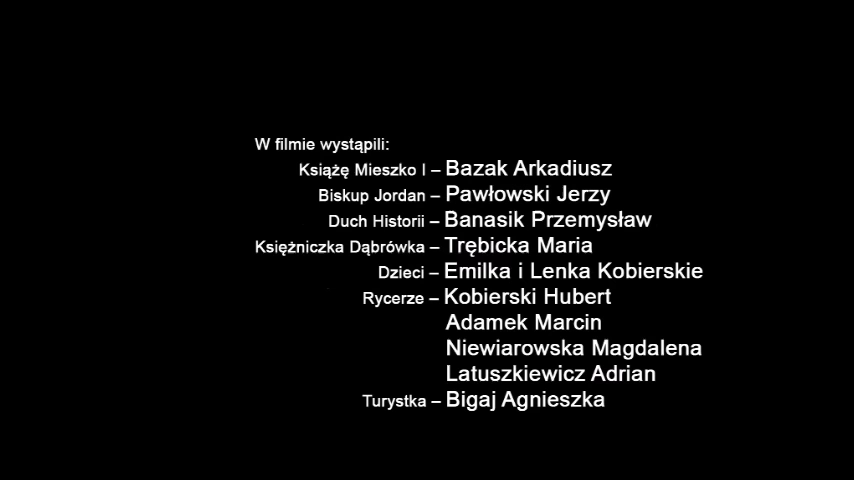 W filmie wystąpili:
Książę Mieszko I – Bazak Arkadiusz
Biskup Jordan – Pawłowski Jerzy
Duch Historii – Banasik Przemysław
Księżniczka Dąbrówka – Trębicka Maria
Dzieci – Emilka i Lenka Kobierskie
Rycerze – Kobierski Hubert
Adamek Marcin
Niewiarowska Magdalena
Latuszkiewicz Adrian
Turystka – Bigaj Agnieszka